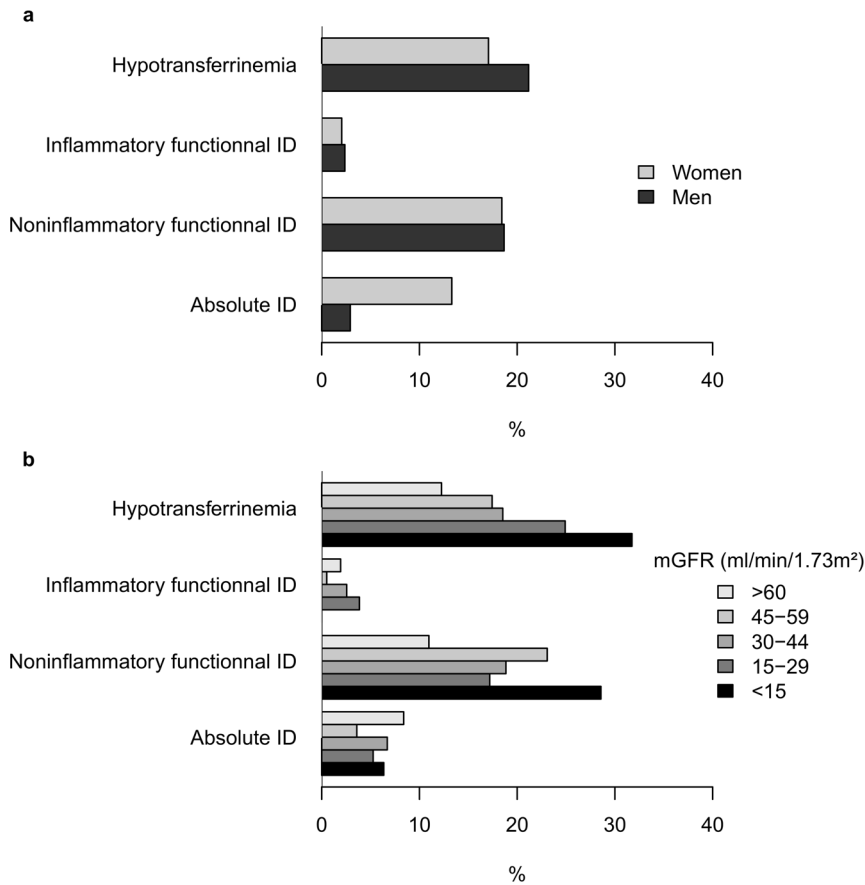 a
Hypotransferrinemia
Inflammatory functionnal ID
Noninflammatory functionnal ID
Absolute ID
Women
Men
0 10 20 30 40
%
b
Hypotransferrinemia
Inflammatory functionnal ID
Noninflammatory functionnal ID
Absolute ID
mGFR (ml/min/1.73m²)
>60
45−59
30−44
15−29
<15
0 10 20 30 40
%